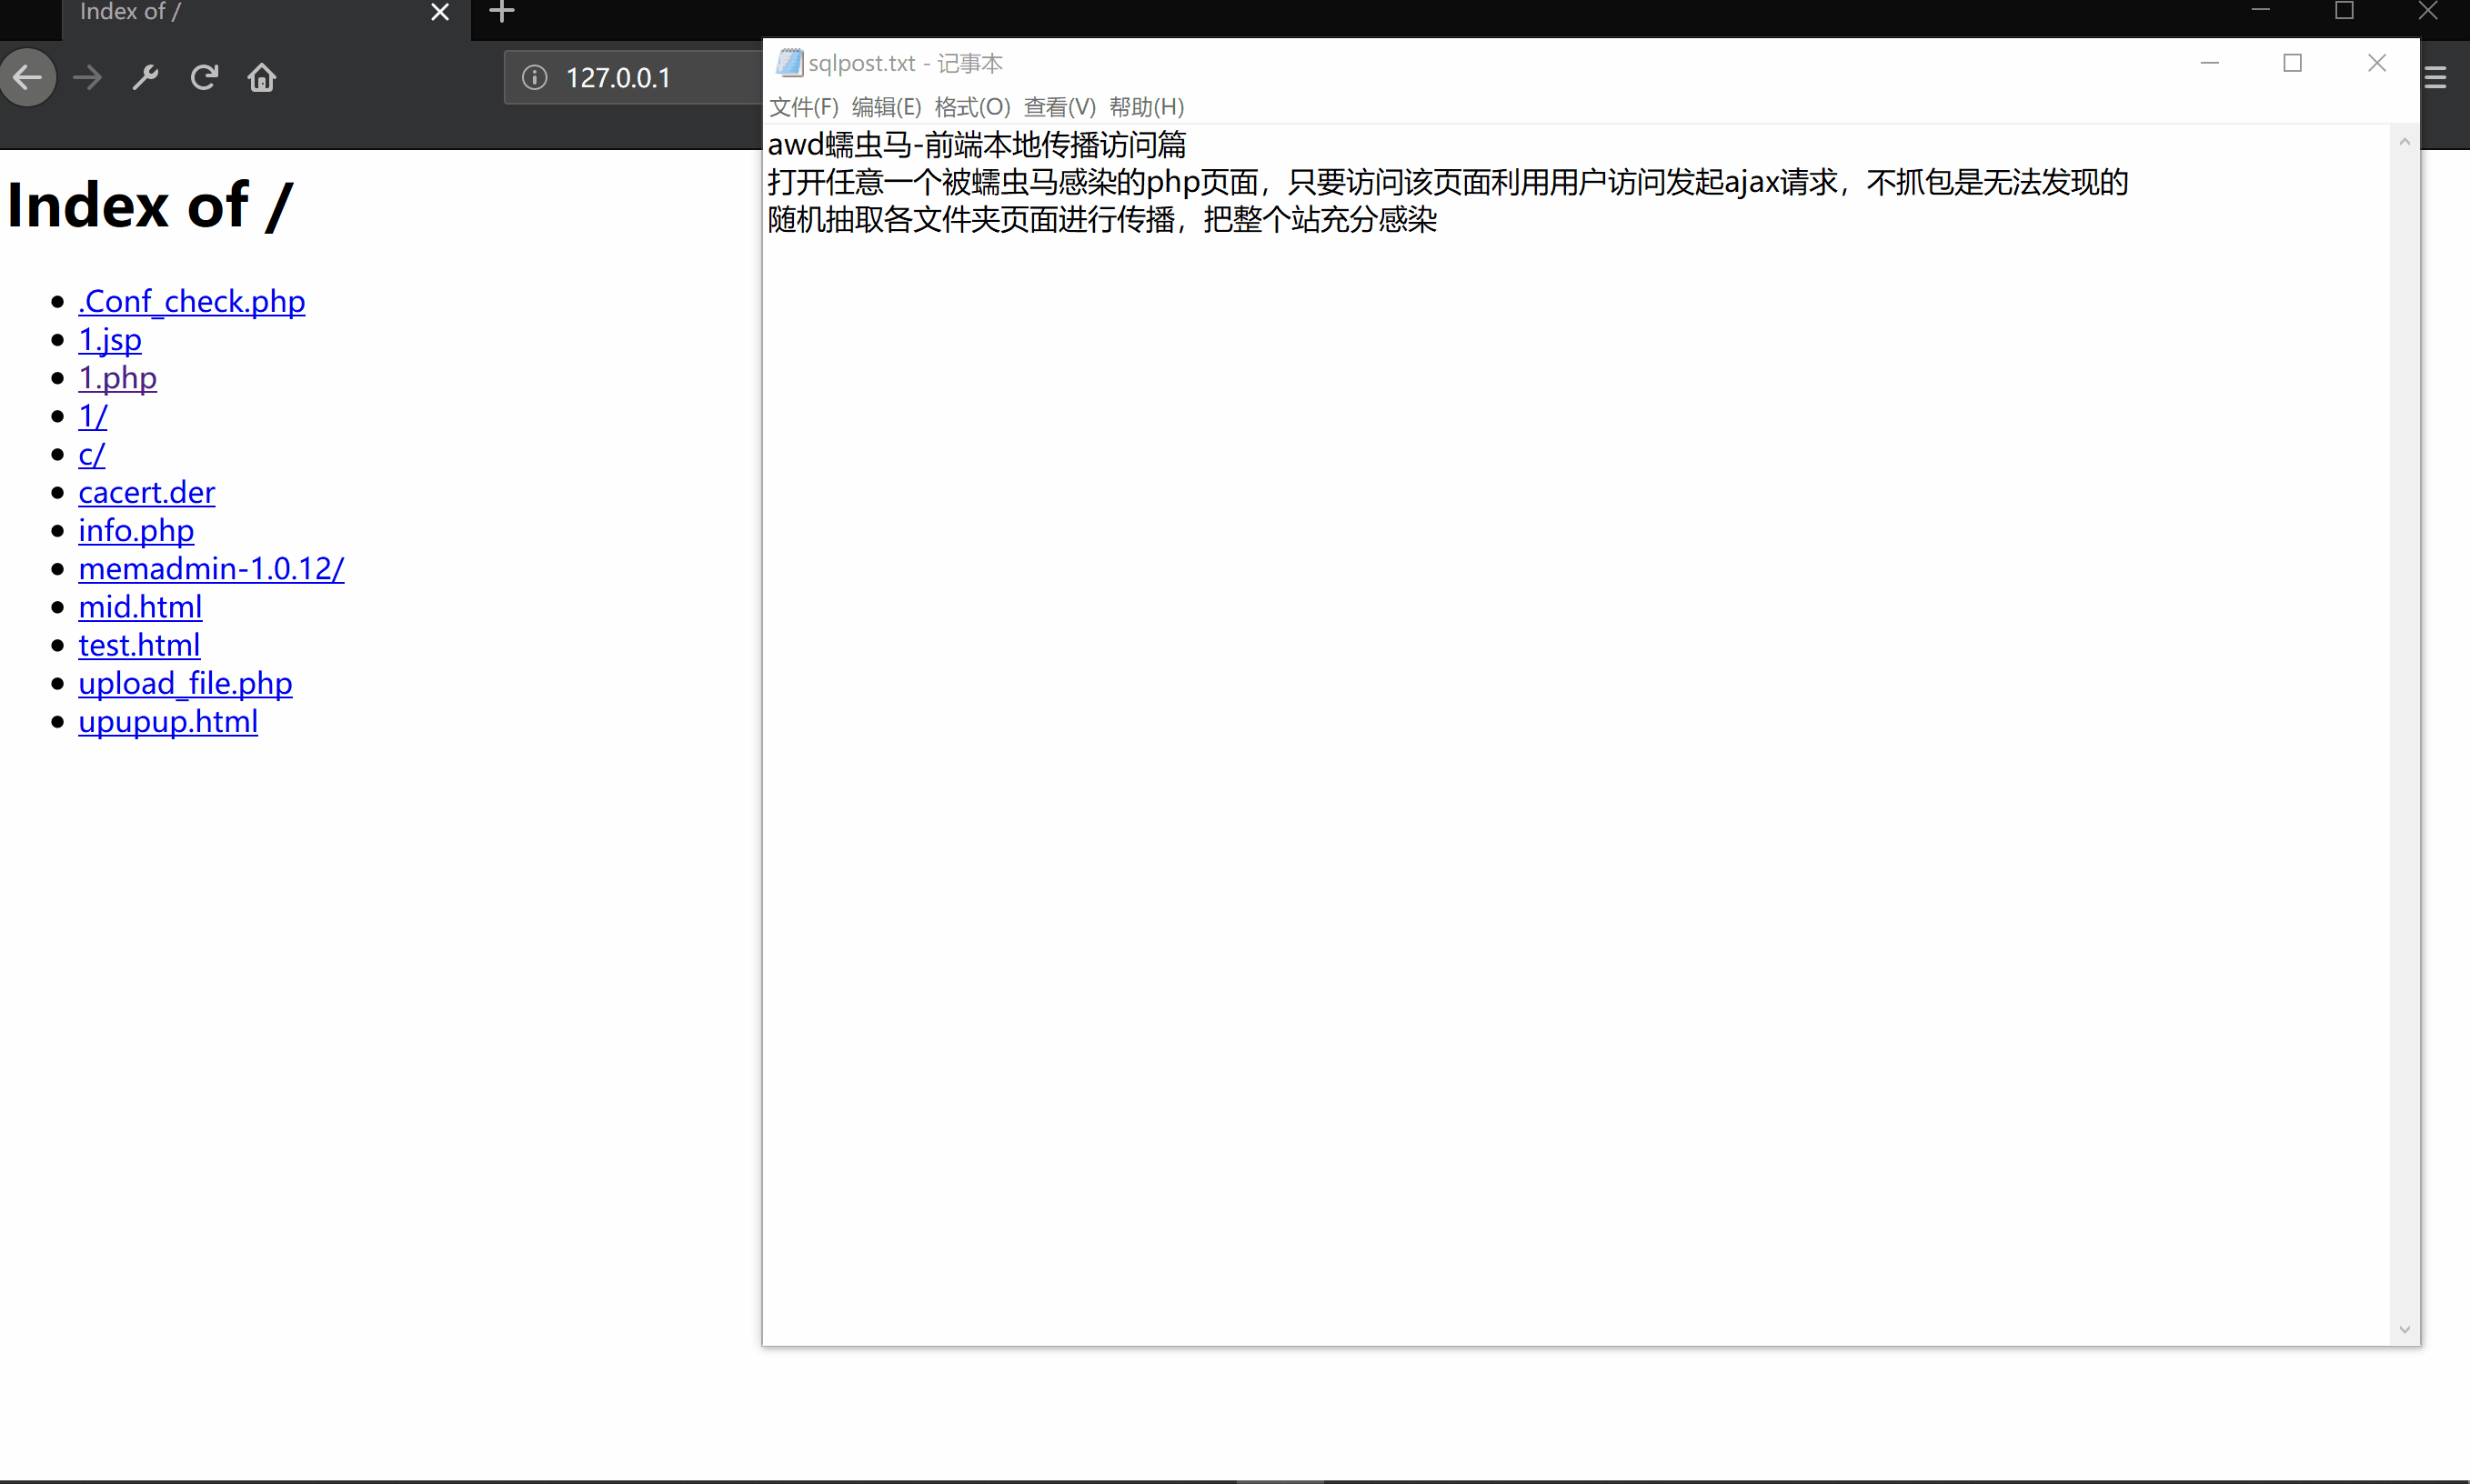 Index of /
127.0.0.1
Index of /
.Conf_check.php
1.jsp
1.php
1/
c/
cacert.der
info.php
memadmin-1.0.12/
mid.html
test.html
upload_file.php
upupup.html
sqlpost.txt - 记事本
文件(F) 编辑(E) 格式(O) 查看(V) 帮助(H)
awd蠕虫马-前端本地传播访问篇
打开任意一个被蠕虫马感染的php页面，只要访问该页面利用用户访问发起ajax请求，不抓包是无法发现的
随机抽取各文件夹页面进行传播，把整个站充分感染